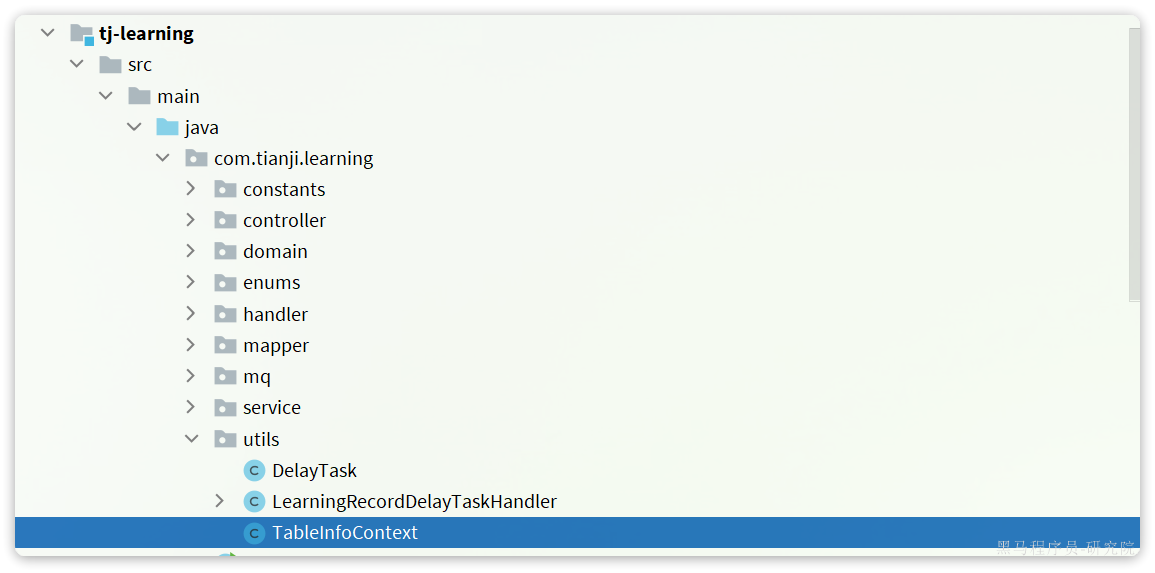 tj-learning
src
main
java
com.tianji.learning
constants
controller
domain
enums
handler
mapper
mq
service
utils
C DelayTask
C LearningRecordDelayTaskHandler
C TableInfoContext
黑马程序员-研究院